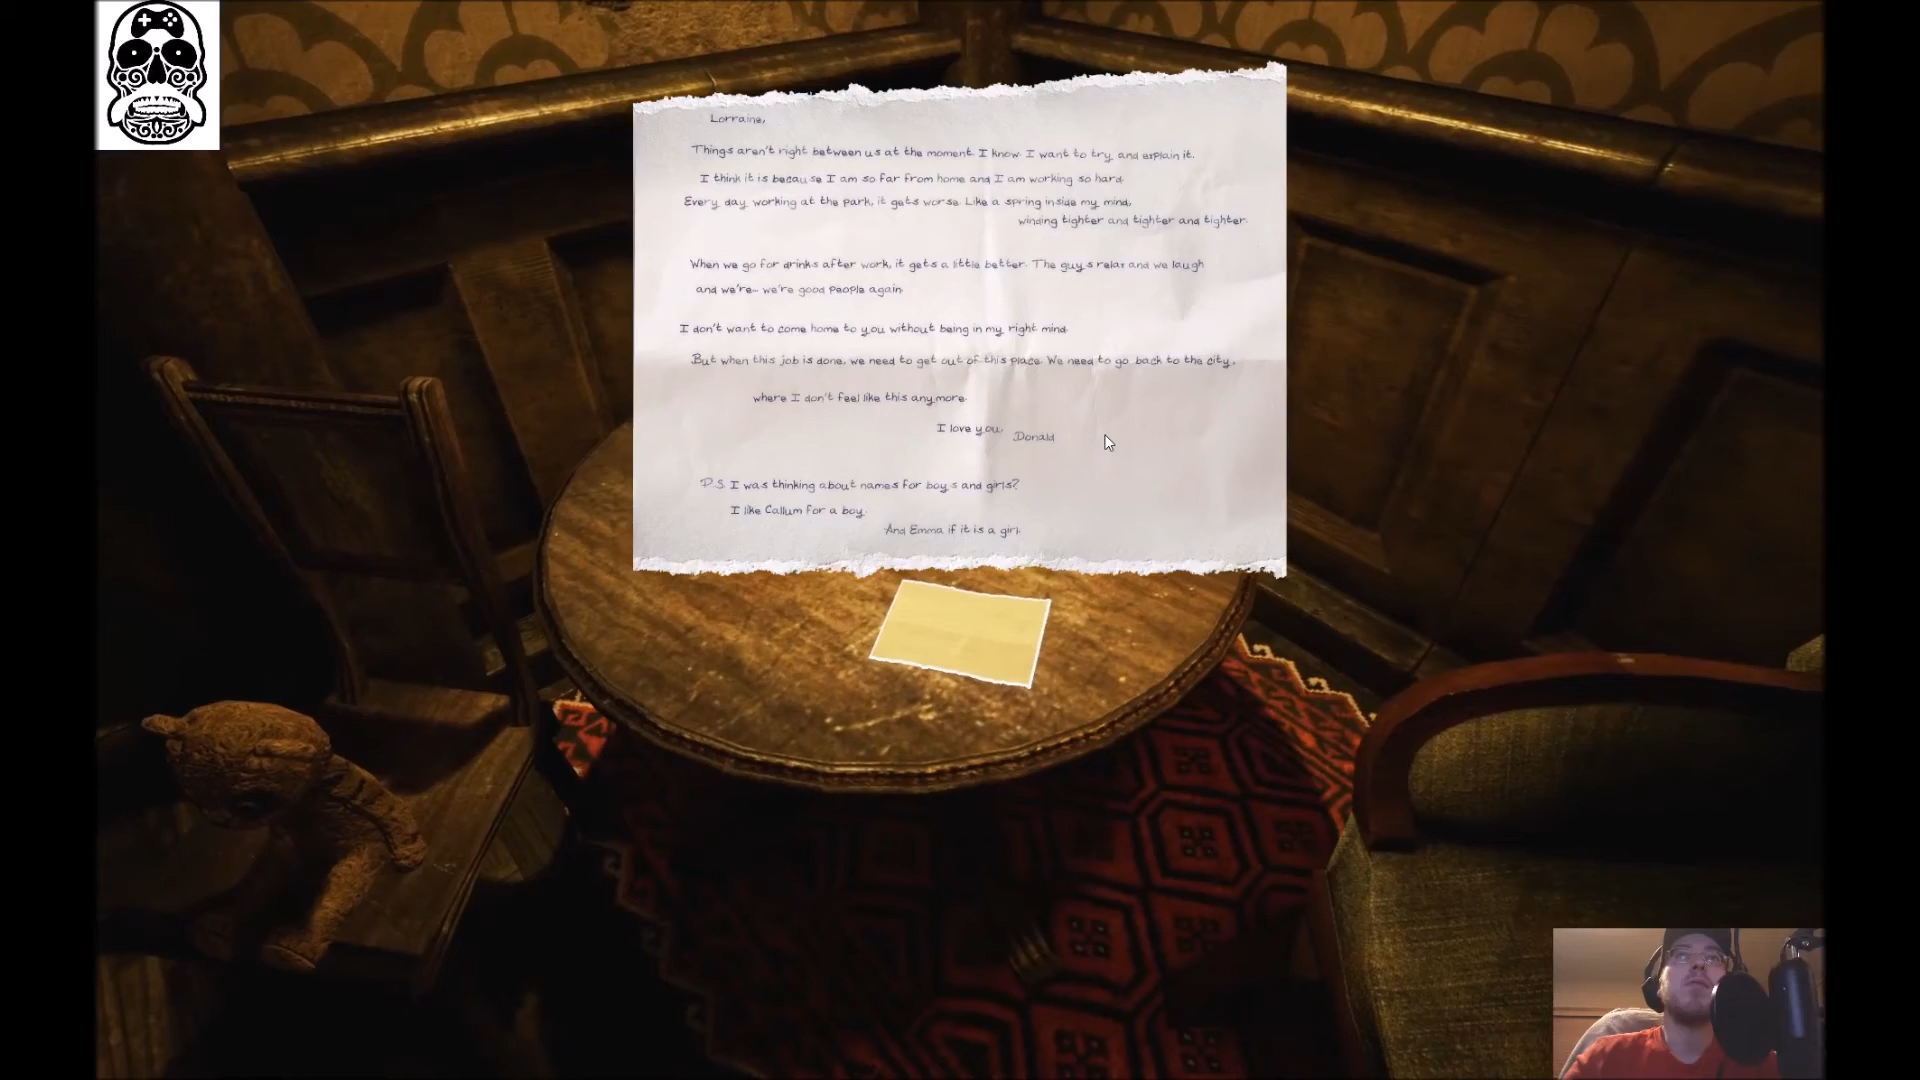 Lorraine,
Things aren't right between us at the moment. I know. I want to try and explain it.
I think it is because I am so far from home and I am working so hard.
Every day working at the park, it gets worse. Like a spring inside my mind,
winding tighter and tighter and tighter.
When we go for drinks after work, it gets a little better. The guys relax and we laugh
and we're... we're good people again.
I don't want to come home to you without being in my right mind.
But when this job is done, we need to get out of this place. We need to go back to the city,
where I don't feel like this anymore.
I love you.
Donald
P.S. I was thinking about names for boys and girls?
I like Callum for a boy.
And Emma if it is a girl.